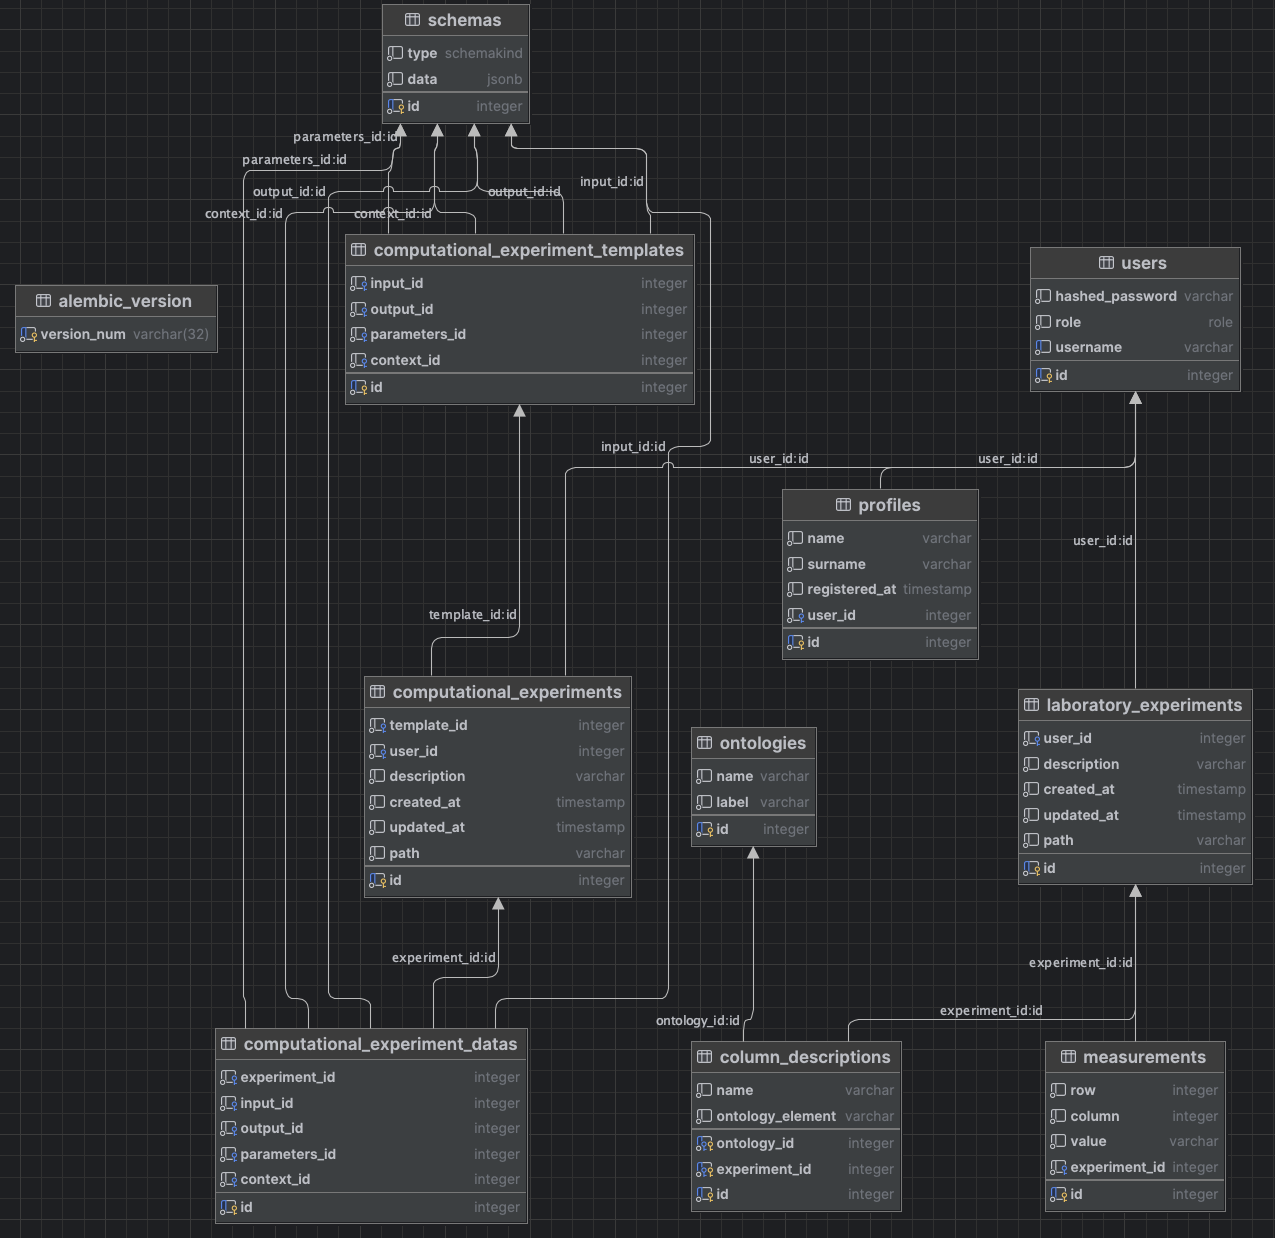 schemas
type schemakind
data jsonb
id integer
parameters_id:id
parameters_id:id
input_id:id
output_id:id
output_id:id
context_id:id
context_id:id
computational_experiment_templates
input_id integer
output_id integer
parameters_id integer
context_id integer
id integer
users
hashed_password varchar
role role
username varchar
id integer
alembic_version
version_num varchar(32)
input_id:id
user_id:id
user_id:id
profiles
name varchar
surname varchar
registered_at timestamp
user_id integer
id integer
user_id:id
template_id:id
computational_experiments
template_id integer
user_id integer
description varchar
created_at timestamp
updated_at timestamp
path varchar
id integer
ontologies
name varchar
label varchar
id integer
laboratory_experiments
user_id integer
description varchar
created_at timestamp
updated_at timestamp
path varchar
id integer
experiment_id:id
experiment_id:id
experiment_id:id
ontology_id:id
computational_experiment_datas
experiment_id integer
input_id integer
output_id integer
parameters_id integer
context_id integer
id integer
column_descriptions
name varchar
ontology_element varchar
ontology_id integer
experiment_id integer
id integer
measurements
row integer
column integer
value varchar
experiment_id integer
id integer